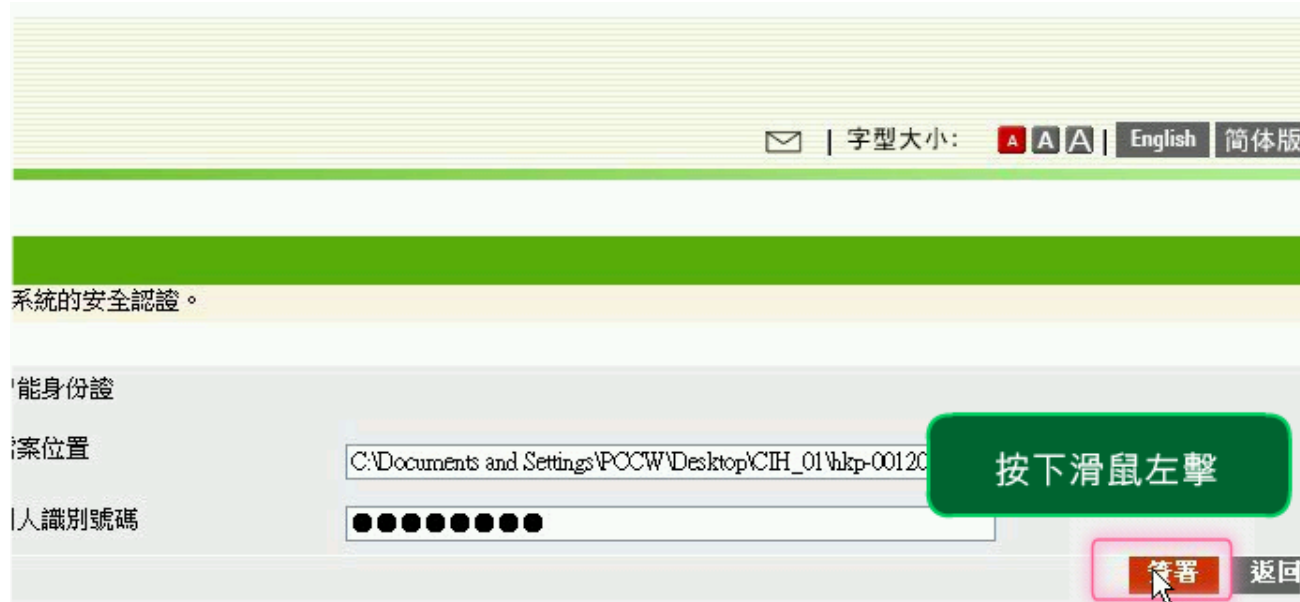 | 字型大小: A A A | English 简体版
系統的安全認證。
能身份證
案位置
C:\Documents and Settings\PCCW\Desktop\CIH_01\hkp-00120
按下滑鼠左擊
人識別號碼
●●●●●●●●
簽署 返回